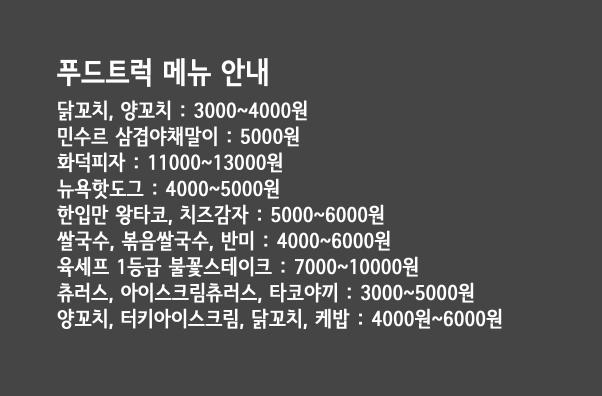 푸드트럭 메뉴 안내
닭꼬치, 양꼬치 : 3000~4000원
민수르 삼겹야채말이 : 5000원
화덕피자 : 11000~13000원
뉴욕핫도그 : 4000~5000원
한입만 왕타코, 치즈감자 : 5000~6000원
쌀국수, 볶음쌀국수, 반미 : 4000~6000원
육세프 1등급 불꽃스테이크 : 7000~10000원
츄러스, 아이스크림츄러스, 타코야끼 : 3000~5000원
양꼬치, 터키아이스크림, 닭꼬치, 케밥 : 4000원~6000원